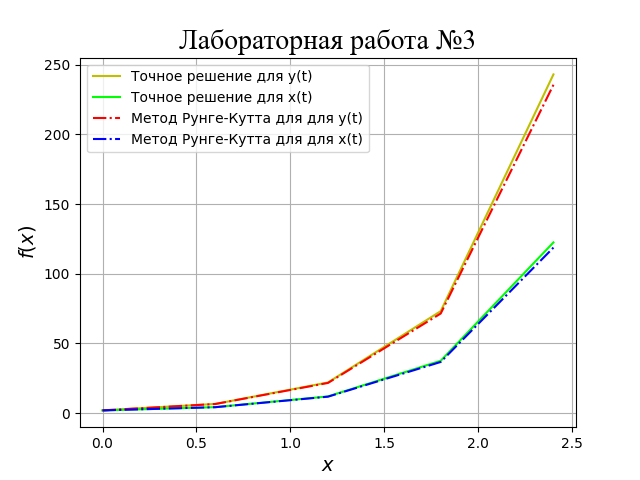 Лабораторная работа №3
Точное решение для y(t)
Точное решение для x(t)
Метод Рунге-Кутта для для y(t)
Метод Рунге-Кутта для для x(t)
f(x)
250
200
150
100
50
0
0.0 0.5 1.0 1.5 2.0 2.5
x